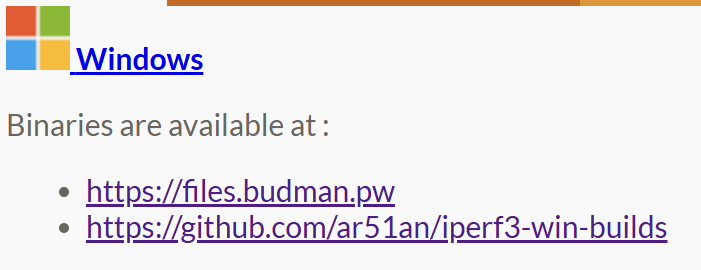 Windows
Binaries are available at :
https://files.budman.pw
https://github.com/ar51an/iperf3-win-builds